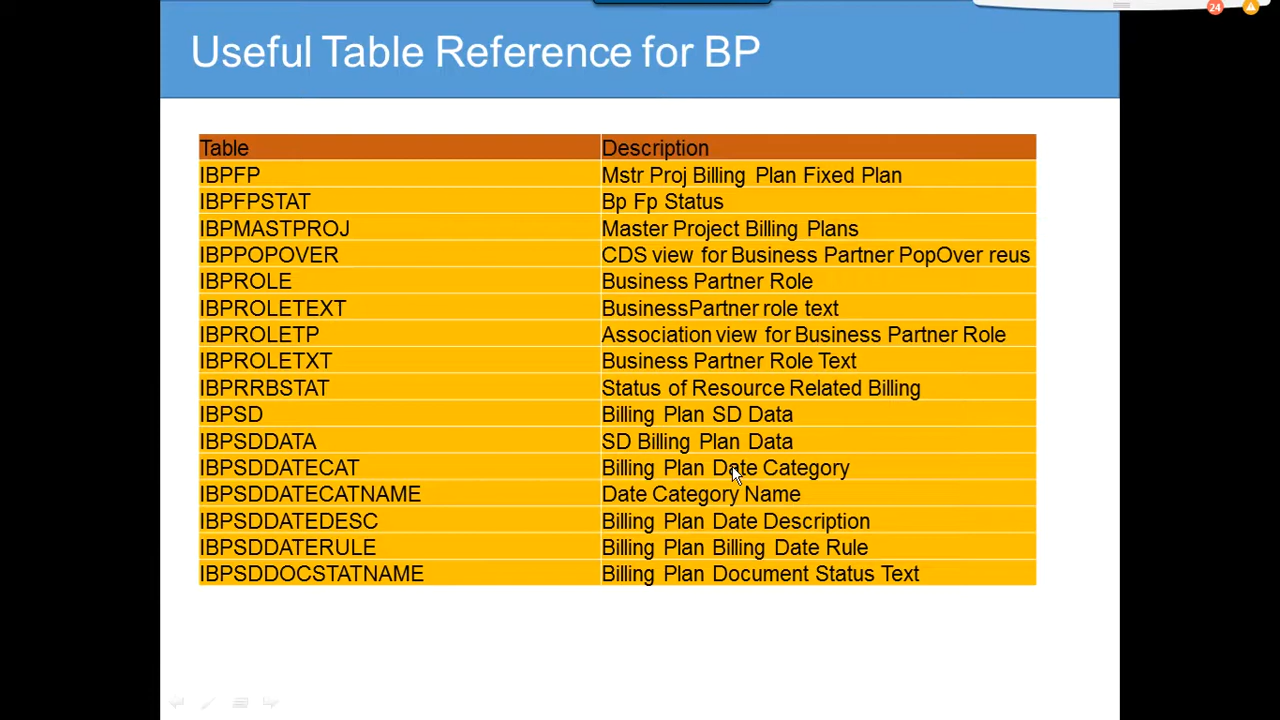 24
Useful Table Reference for BP
Table Description
IBPFP Mstr Proj Billing Plan Fixed Plan
IBPFPSTAT Bp Fp Status
IBPMASTPROJ Master Project Billing Plans
IBPPOPOVER CDS view for Business Partner PopOver reus
IBPROLE Business Partner Role
IBPROLETEXT BusinessPartner role text
IBPROLETP Association view for Business Partner Role
IBPROLETXT Business Partner Role Text
IBPRRBSTAT Status of Resource Related Billing
IBPSD Billing Plan SD Data
IBPSDDATA SD Billing Plan Data
IBPSDDATECAT Billing Plan Date Category
IBPSDDATECATNAME Date Category Name
IBPSDDATEDESC Billing Plan Date Description
IBPSDDATERULE Billing Plan Billing Date Rule
IBPSDDOCSTATNAME Billing Plan Document Status Text